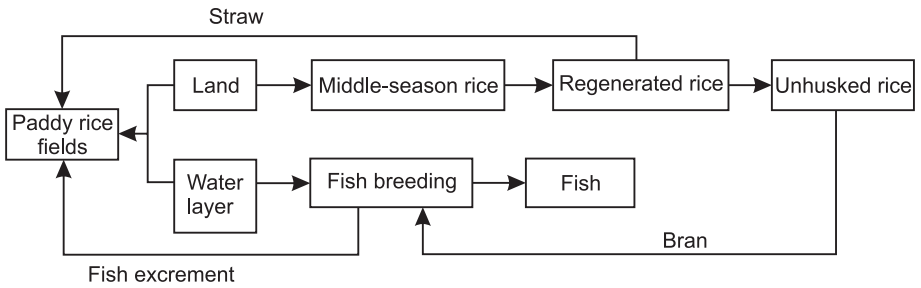 Straw
Land
Middle-season rice
Regenerated rice
Unhusked rice
Paddy rice
fields
Water
layer
Fish breeding
Fish
Bran
Fish excrement